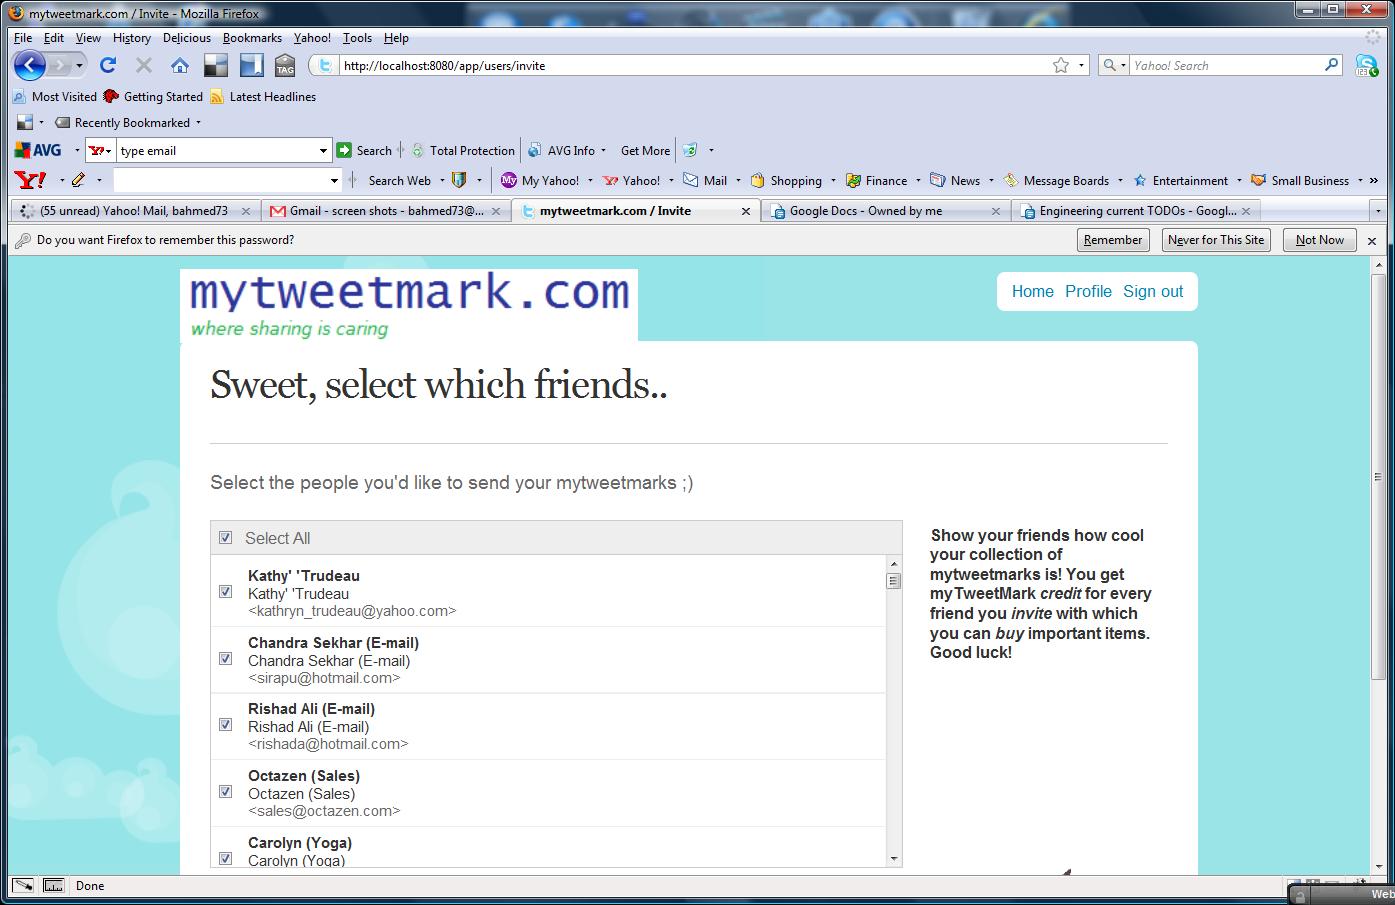 mytweetmark.com / Invite - Mozilla Firefox
File Edit View History Delicious Bookmarks Yahoo! Tools Help
TAG
http://localhost:8080/app/users/invite
Yahoo! Search
123
Most Visited Getting Started Latest Headlines
Recently Bookmarked
AVG Y! type email Search Total Protection AVG Info Get More
Y! Search Web My My Yahoo! Y! Yahoo! Mail Shopping Finance News Message Boards Entertainment Small Business »
(55 unread) Yahoo! Mail, bahmed73 Gmail - screen shots - bahmed73@... mytweetmark.com / Invite Google Docs - Owned by me Engineering current TODOs - Googl...
Do you want Firefox to remember this password? Remember Never for This Site Not Now
mytweetmark.com
where sharing is caring
Home Profile Sign out
Sweet, select which friends..
Select the people you'd like to send your mytweetmarks ;)
Select All
Kathy' 'Trudeau
Kathy' 'Trudeau
<kathryn_trudeau@yahoo.com>
Chandra Sekhar (E-mail)
Chandra Sekhar (E-mail)
<sirapu@hotmail.com>
Rishad Ali (E-mail)
Rishad Ali (E-mail)
<rishada@hotmail.com>
Octazen (Sales)
Octazen (Sales)
<sales@octazen.com>
Carolyn (Yoga)
Carolyn (Yoga)
Show your friends how cool
your collection of
mytweetmarks is! You get
myTweetMark credit for every
friend you invite with which
you can buy important items.
Good luck!
Done
Web